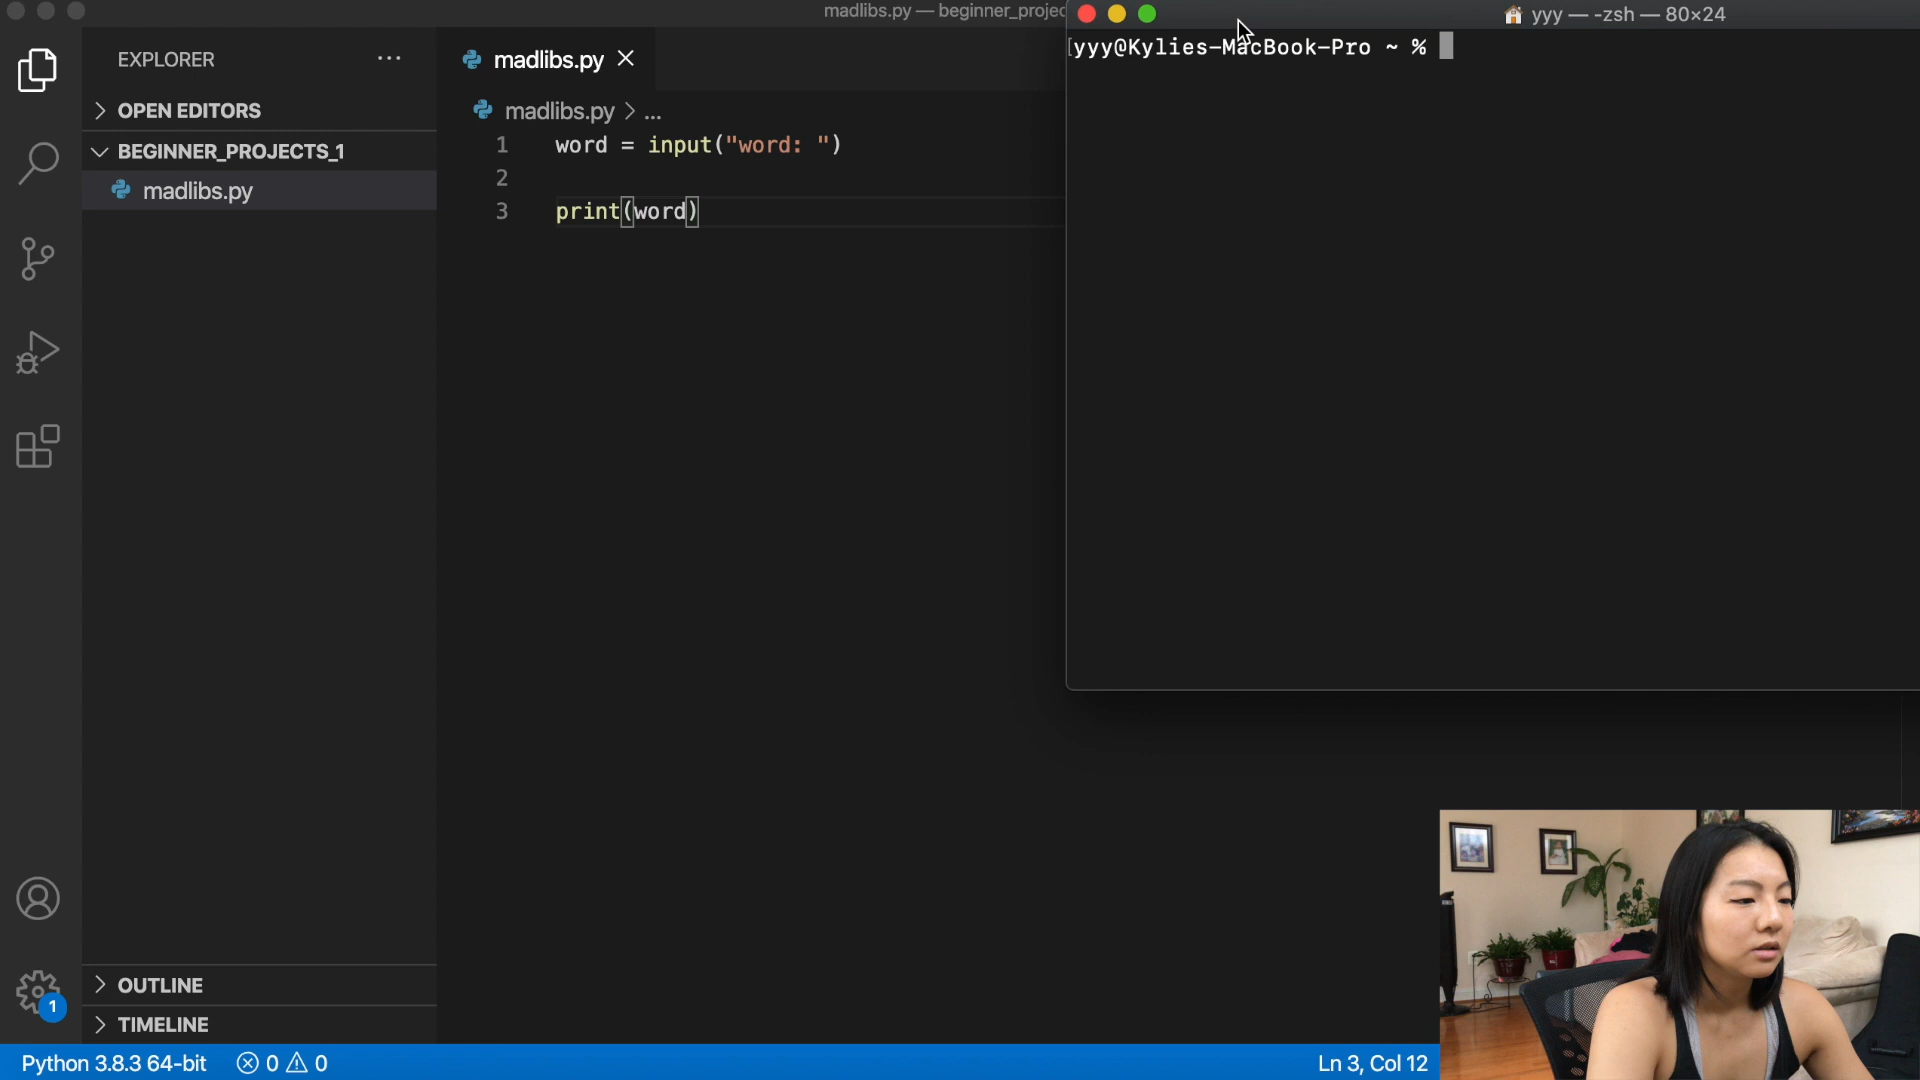 madlibs.py — beginner_projec
EXPLORER
OPEN EDITORS
BEGINNER_PROJECTS_1
madlibs.py
OUTLINE
TIMELINE
madlibs.py
madlibs.py > ...
1 word = input("word: ")
2
3 print(word)
yyy — -zsh — 80×24
[yyy@Kylies-MacBook-Pro ~ %
1
Python 3.8.3 64-bit 0 0
Ln 3, Col 12